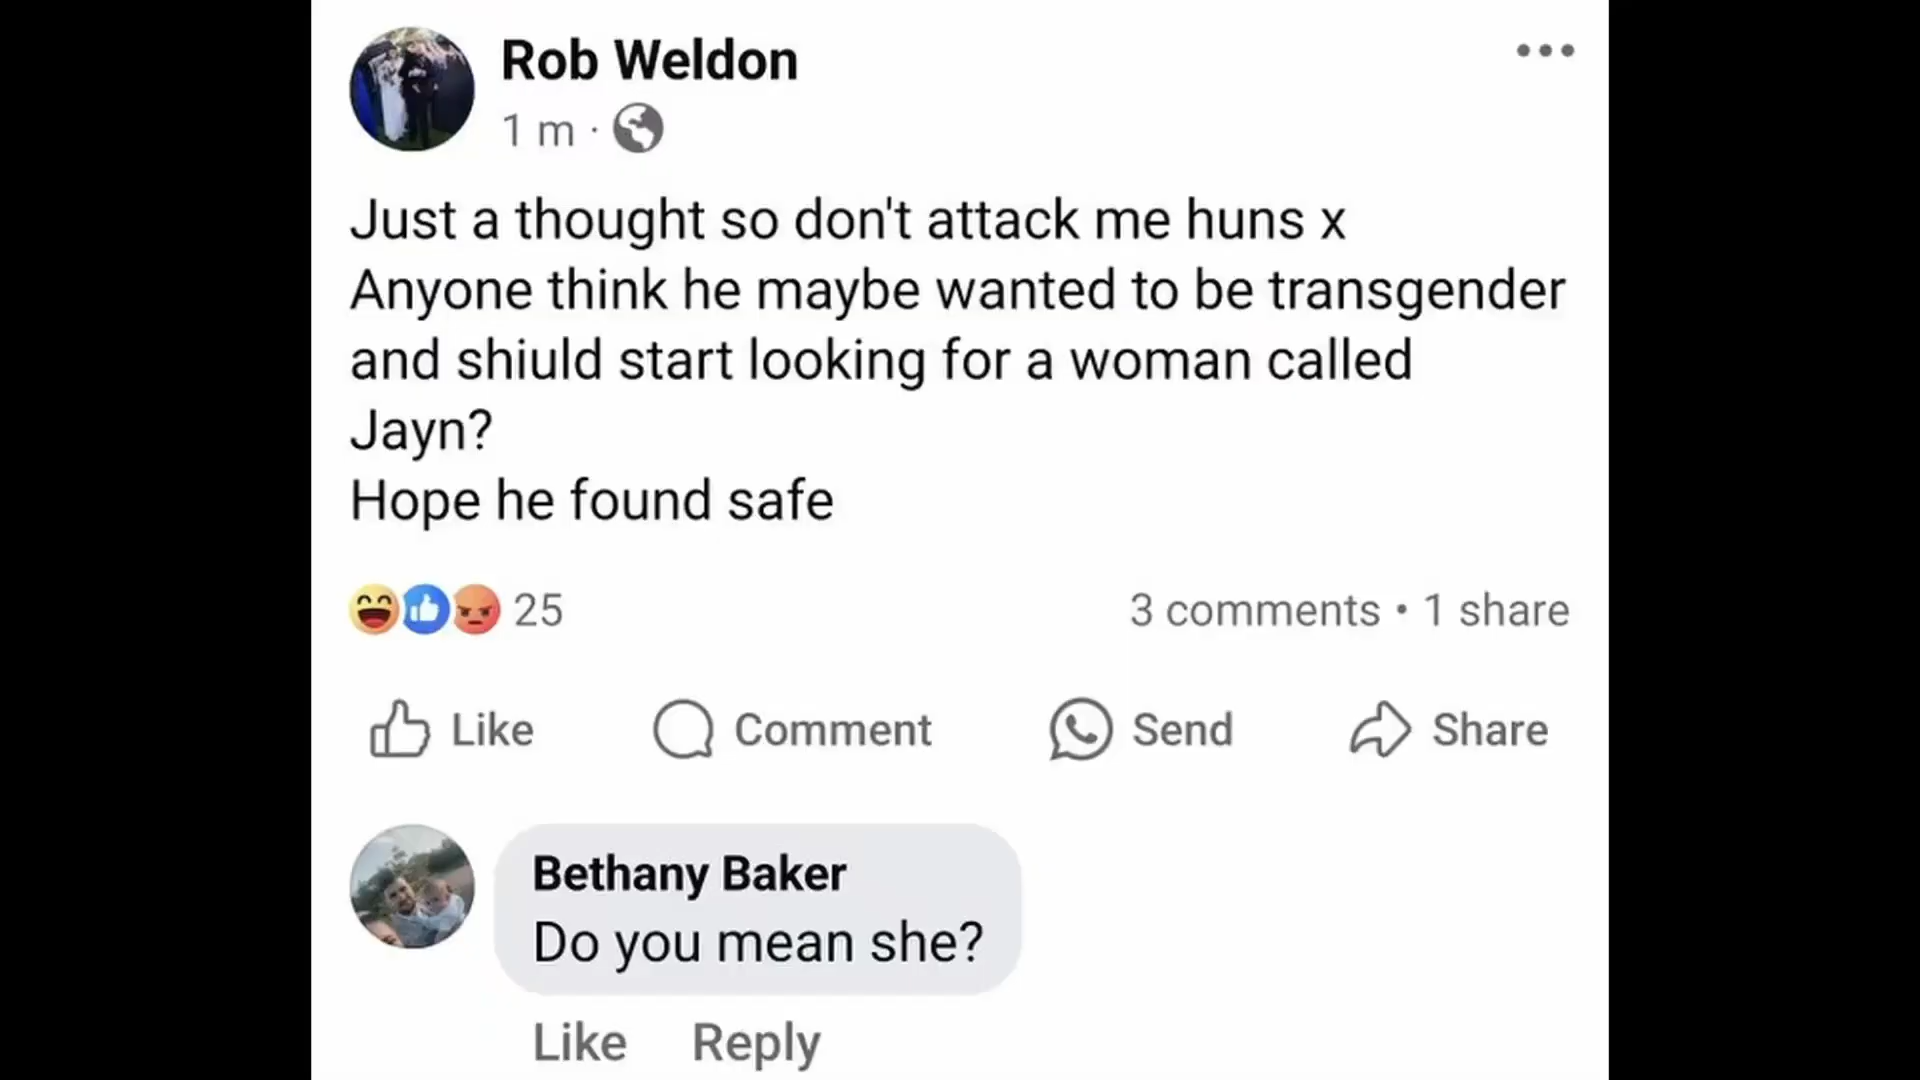 Rob Weldon
1 m ·
Just a thought so don't attack me huns x
Anyone think he maybe wanted to be transgender
and shiuld start looking for a woman called
Jayn?
Hope he found safe
25
3 comments • 1 share
Like Comment Send Share
Bethany Baker
Do you mean she?
Like Reply